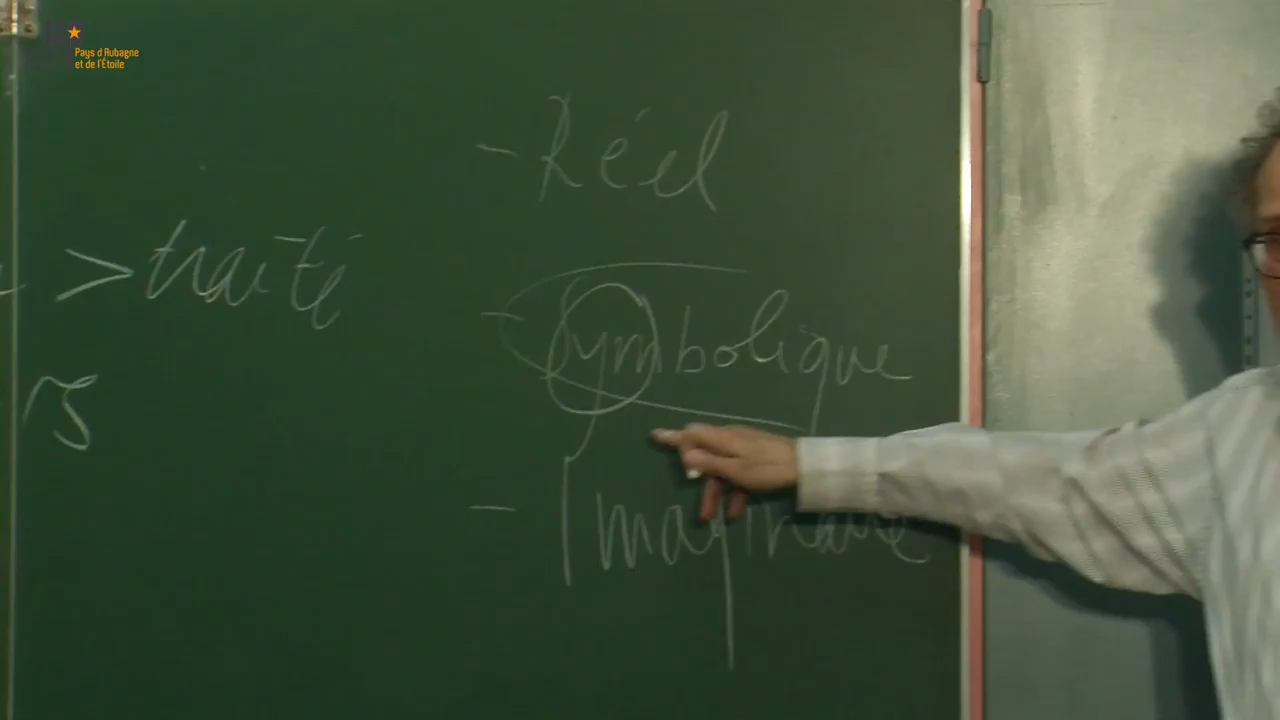 Pays d'Aubagne
et de l'Étoile
- Réel
> traité
- Symbolique
- Imaginaire